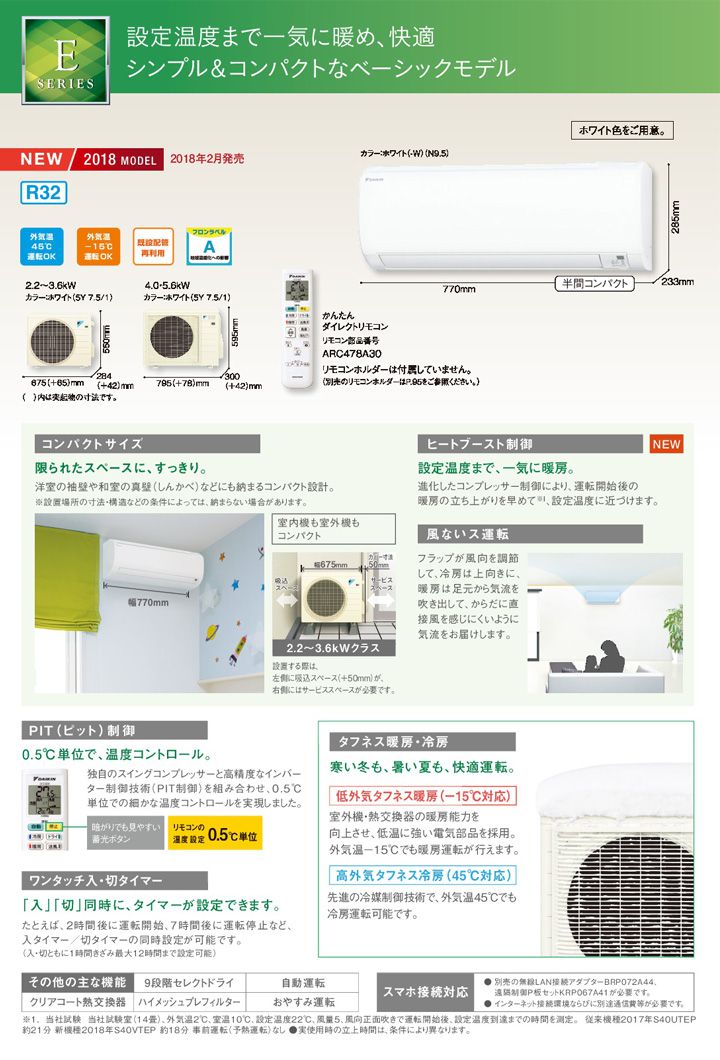 E
SERIES
設定温度まで一気に暖め、快適
シンプル＆コンパクトなベーシックモデル
ホワイト色をご用意。
NEW / 2018 MODEL 2018年2月発売
R32
カラー：ホワイト(-W) (N9.5)
DAIKIN
285mm
770mm
半間コンパクト
233mm
外気温
45℃
運転OK
外気温
－15℃
運転OK
既設配管
再利用
フロンラベル
A
地球温暖化への影響
2.2～3.6kW
カラー：ホワイト(5Y 7.5/1)
550mm
675(+65)mm
284
(+42)mm
4.0・5.6kW
カラー：ホワイト(5Y 7.5/1)
595mm
795(+78)mm
300
(+42)mm
(　)内は突起物の寸法です。
かんたん
ダイレクトリモコン
リモコン部品番号
ARC478A30
リモコンホルダーは付属していません。
(別売のリモコンホルダーはP.95をご参照ください。)
コンパクトサイズ
限られたスペースに、すっきり。
洋室の袖壁や和室の真壁(しんかべ)などにも納まるコンパクト設計。
※設置場所の寸法・構造などの条件によっては、納まらない場合があります。
幅770mm
室内機も室外機も
コンパクト
幅675mm
カバー寸法
50mm
吸込
スペース
サービス
スペース
2.2～3.6kWクラス
設置する際は、
左側に吸込スペース(+50mm)が、
右側にはサービススペースが必要です。
ヒートブースト制御
NEW
設定温度まで、一気に暖房。
進化したコンプレッサー制御により、運転開始後の
暖房の立ち上がりを早めて※1、設定温度に近づけます。
風ないス運転
フラップが風向を調節
して、冷房は上向きに、
暖房は足元から気流を
吹き出して、からだに直
接風を感じにくいように
気流をお届けします。
PIT(ピット)制御
0.5℃単位で、温度コントロール。
独自のスイングコンプレッサーと高精度なインバー
ター制御技術(PIT制御)を組み合わせ、0.5℃
単位での細かな温度コントロールを実現しました。
暗がりでも見やすい
蓄光ボタン
リモコンの
温度設定 0.5℃単位
ワンタッチ入・切タイマー
「入」「切」同時に、タイマーが設定できます。
たとえば、2時間後に運転開始、7時間後に運転停止など、
入タイマー／切タイマーの同時設定が可能です。
(入・切ともに1時間きざみ最大12時間まで設定可能)
タフネス暖房・冷房
寒い冬も、暑い夏も、快適運転。
低外気タフネス暖房(－15℃対応)
室外機・熱交換器の暖房能力を
向上させ、低温に強い電気部品を採用。
外気温－15℃でも暖房運転が行えます。
高外気タフネス冷房(45℃対応)
先進の冷媒制御技術で、外気温45℃でも
冷房運転可能です。
その他の主な機能 9段階セレクトドライ 自動運転
クリアコート熱交換器 ハイメッシュプレフィルター おやすみ運転
スマホ接続対応
● 別売の無線LAN接続アダプターBRP072A44、
遠隔制御P板セットKRP067A41が必要です。
● インターネット接続環境ならびに別途通信費等が必要です。
※1. 当社試験　当社試験室(14畳)、外気温2℃、室温10℃、設定温度22℃、風量5、風向正面吹きで運転開始後、設定温度到達までの時間を測定。　従来機種2017年S40UTEP
約21分 新機種2018年S40VTEP 約18分 事前運転(予熱運転)なし ●実使用時の立上時間は、条件により異なります。